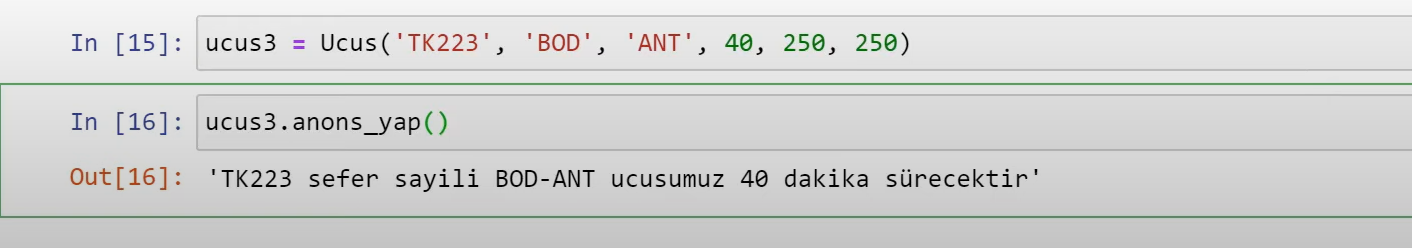 In [15]: ucus3 = Ucus('TK223', 'BOD', 'ANT', 40, 250, 250)
In [16]: ucus3.anons_yap()
Out[16]: 'TK223 sefer sayili BOD-ANT ucusumuz 40 dakika sürecektir'